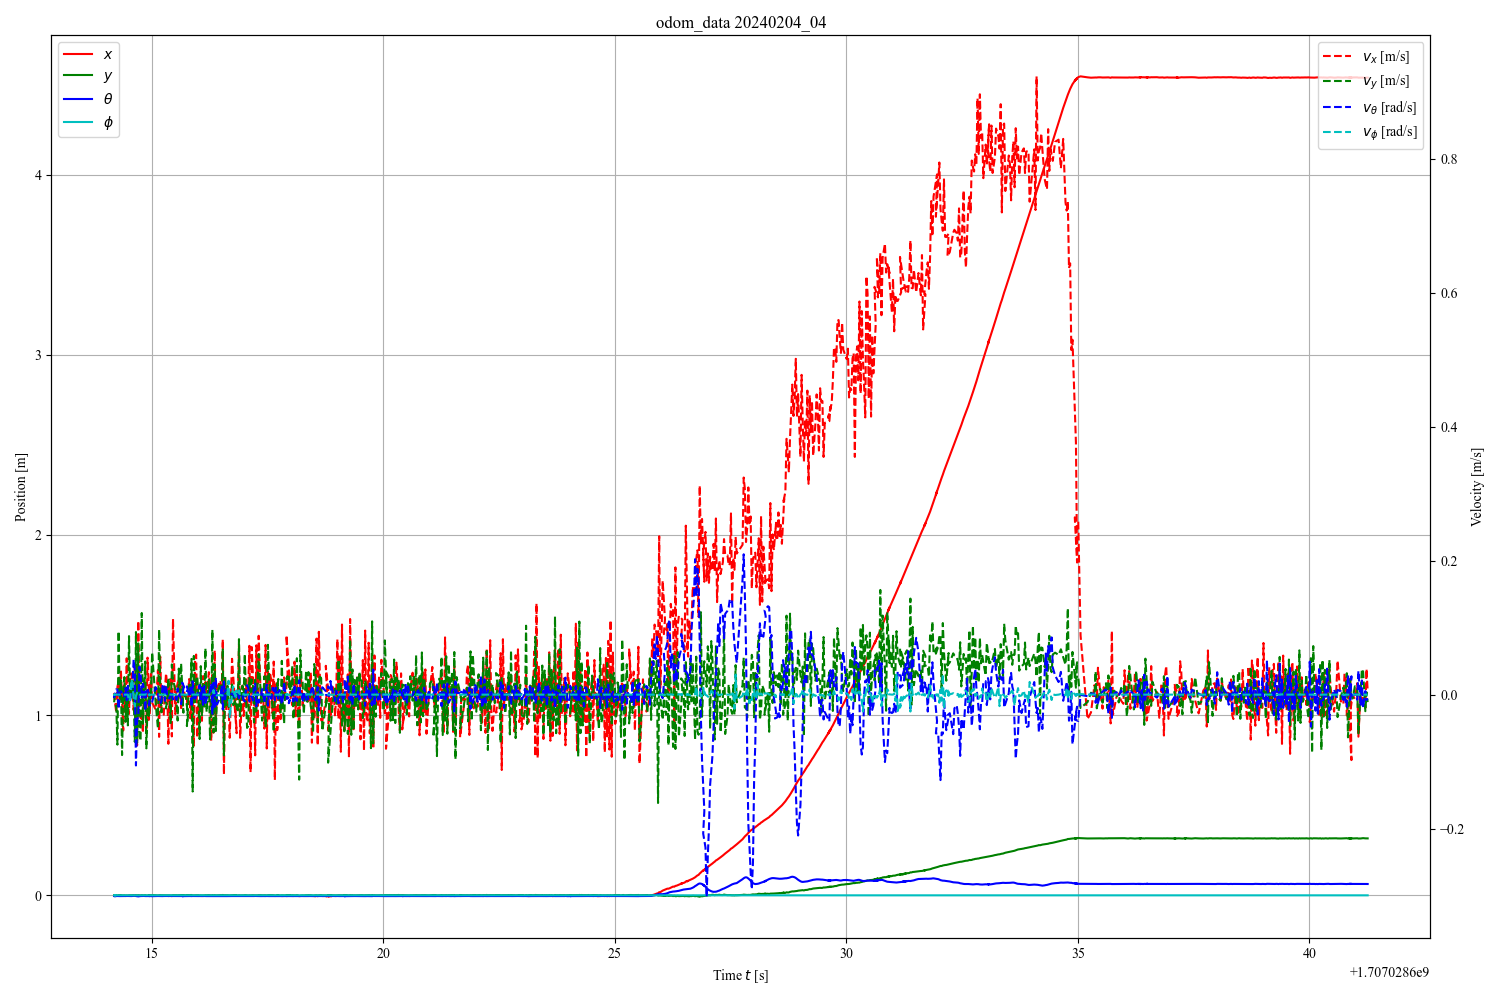 odom_data 20240204_04
x
y
θ
ϕ
v_x [m/s]
v_y [m/s]
v_θ [rad/s]
v_ϕ [rad/s]
4
3
2
1
0
Position [m]
0.8
0.6
0.4
0.2
0.0
−0.2
Velocity [m/s]
15
20
25
30
35
40
Time t [s]
+1.7070286e9